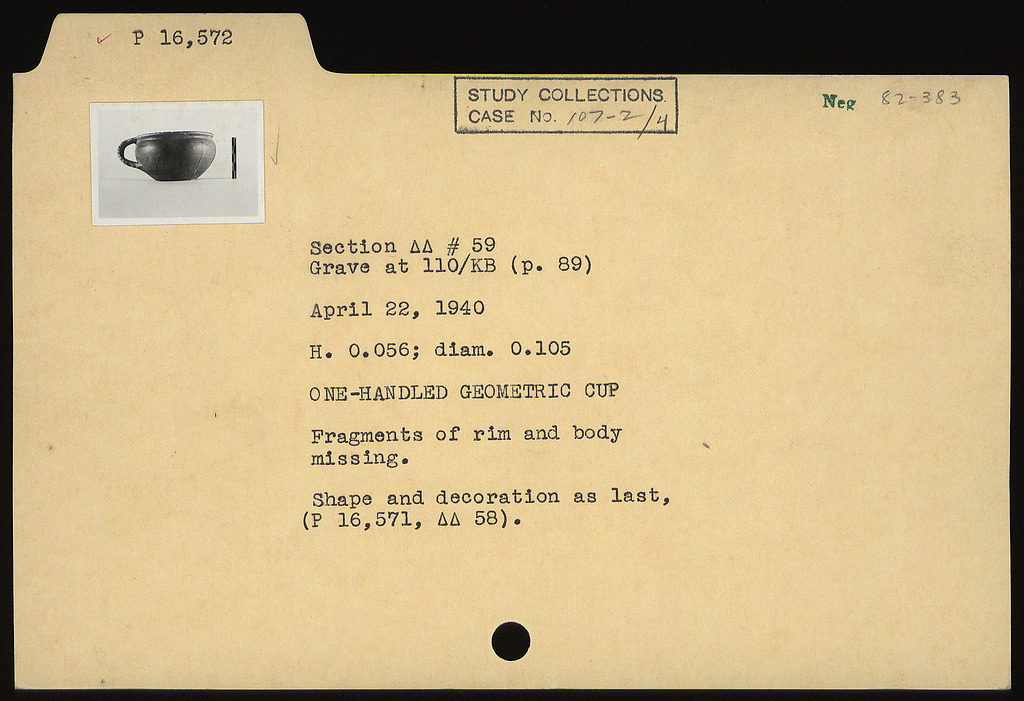 P 16,572
STUDY COLLECTIONS.
CASE No. 107-2/4
Neg 82-383
Section ΔΔ # 59
Grave at 110/KB (p. 89)
April 22, 1940
H. 0.056; diam. 0.105
ONE-HANDLED GEOMETRIC CUP
Fragments of rim and body
missing.
Shape and decoration as last,
(P 16,571, ΔΔ 58).